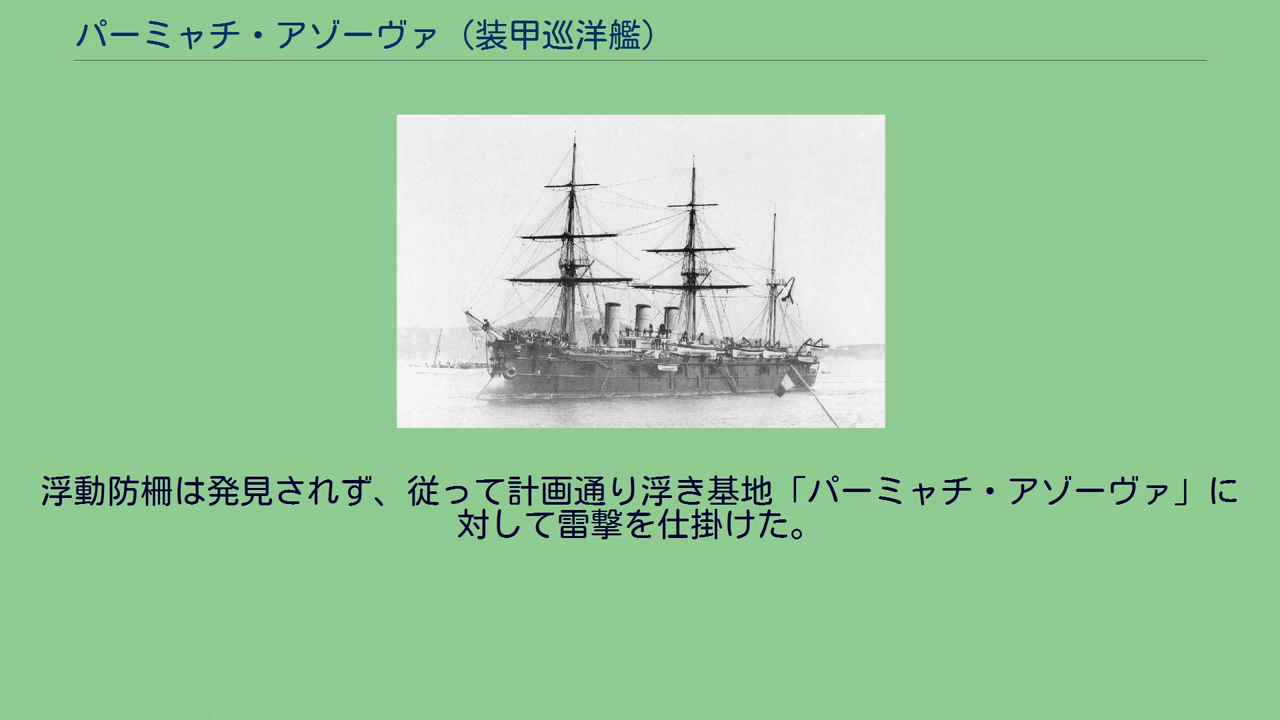 パーミャチ・アゾーヴァ（装甲巡洋艦）
浮動防柵は発見されず、従って計画通り浮き基地「パーミャチ・アゾーヴァ」に
対して雷撃を仕掛けた。